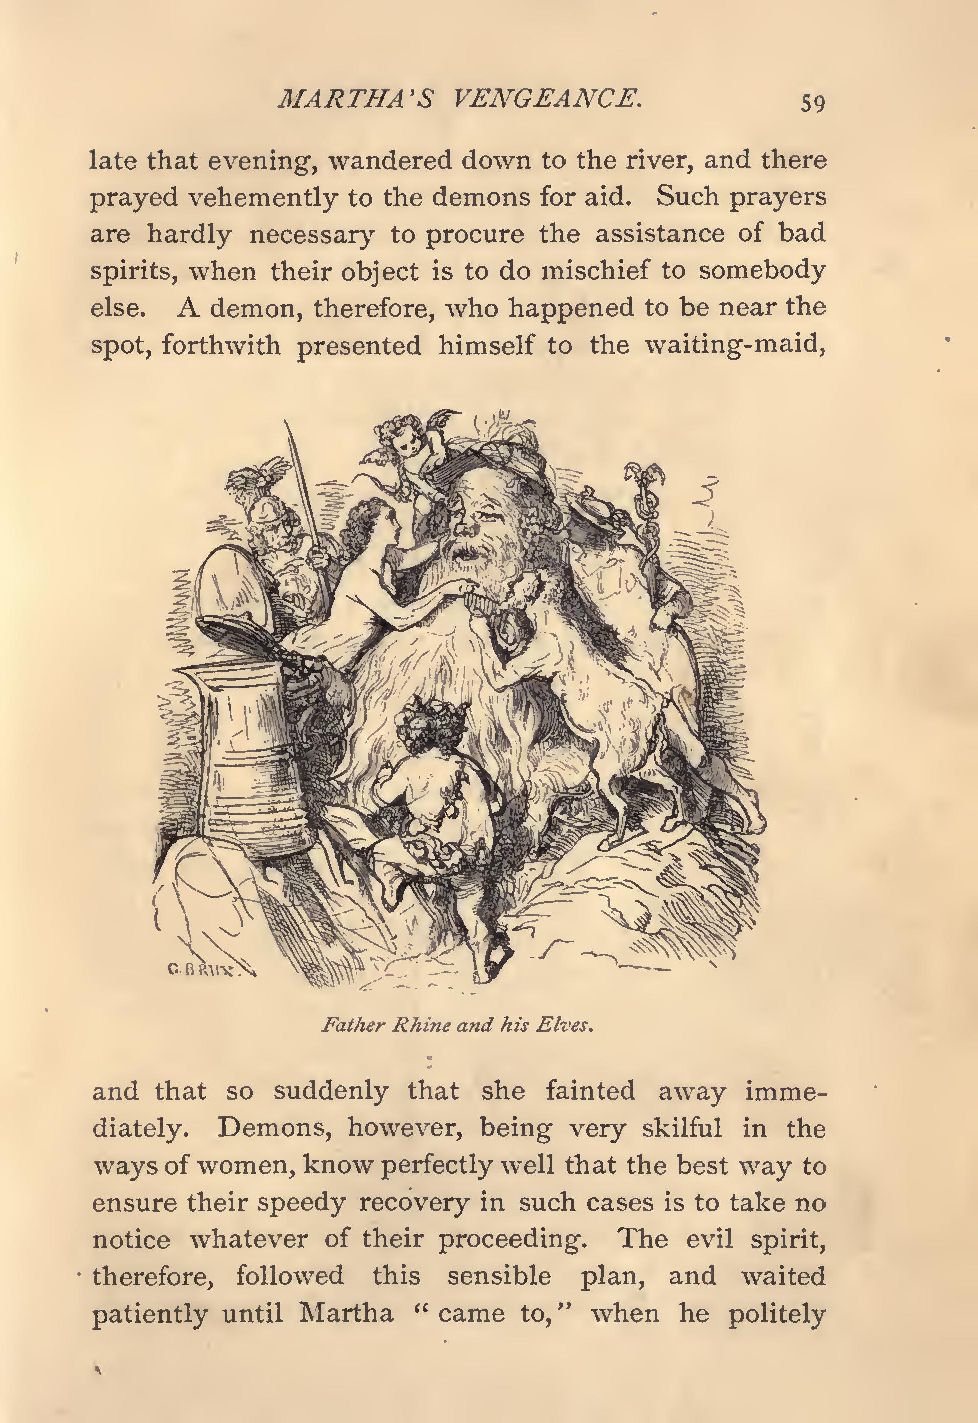 MARTHA'S VENGEANCE. 59
late that evening, wandered down to the river, and there
prayed vehemently to the demons for aid. Such prayers
are hardly necessary to procure the assistance of bad
spirits, when their object is to do mischief to somebody
else. A demon, therefore, who happened to be near the
spot, forthwith presented himself to the waiting-maid,
Father Rhine and his Elves.
and that so suddenly that she fainted away imme-
diately. Demons, however, being very skilful in the
ways of women, know perfectly well that the best way to
ensure their speedy recovery in such cases is to take no
notice whatever of their proceeding. The evil spirit,
therefore, followed this sensible plan, and waited
patiently until Martha “ came to,” when he politely